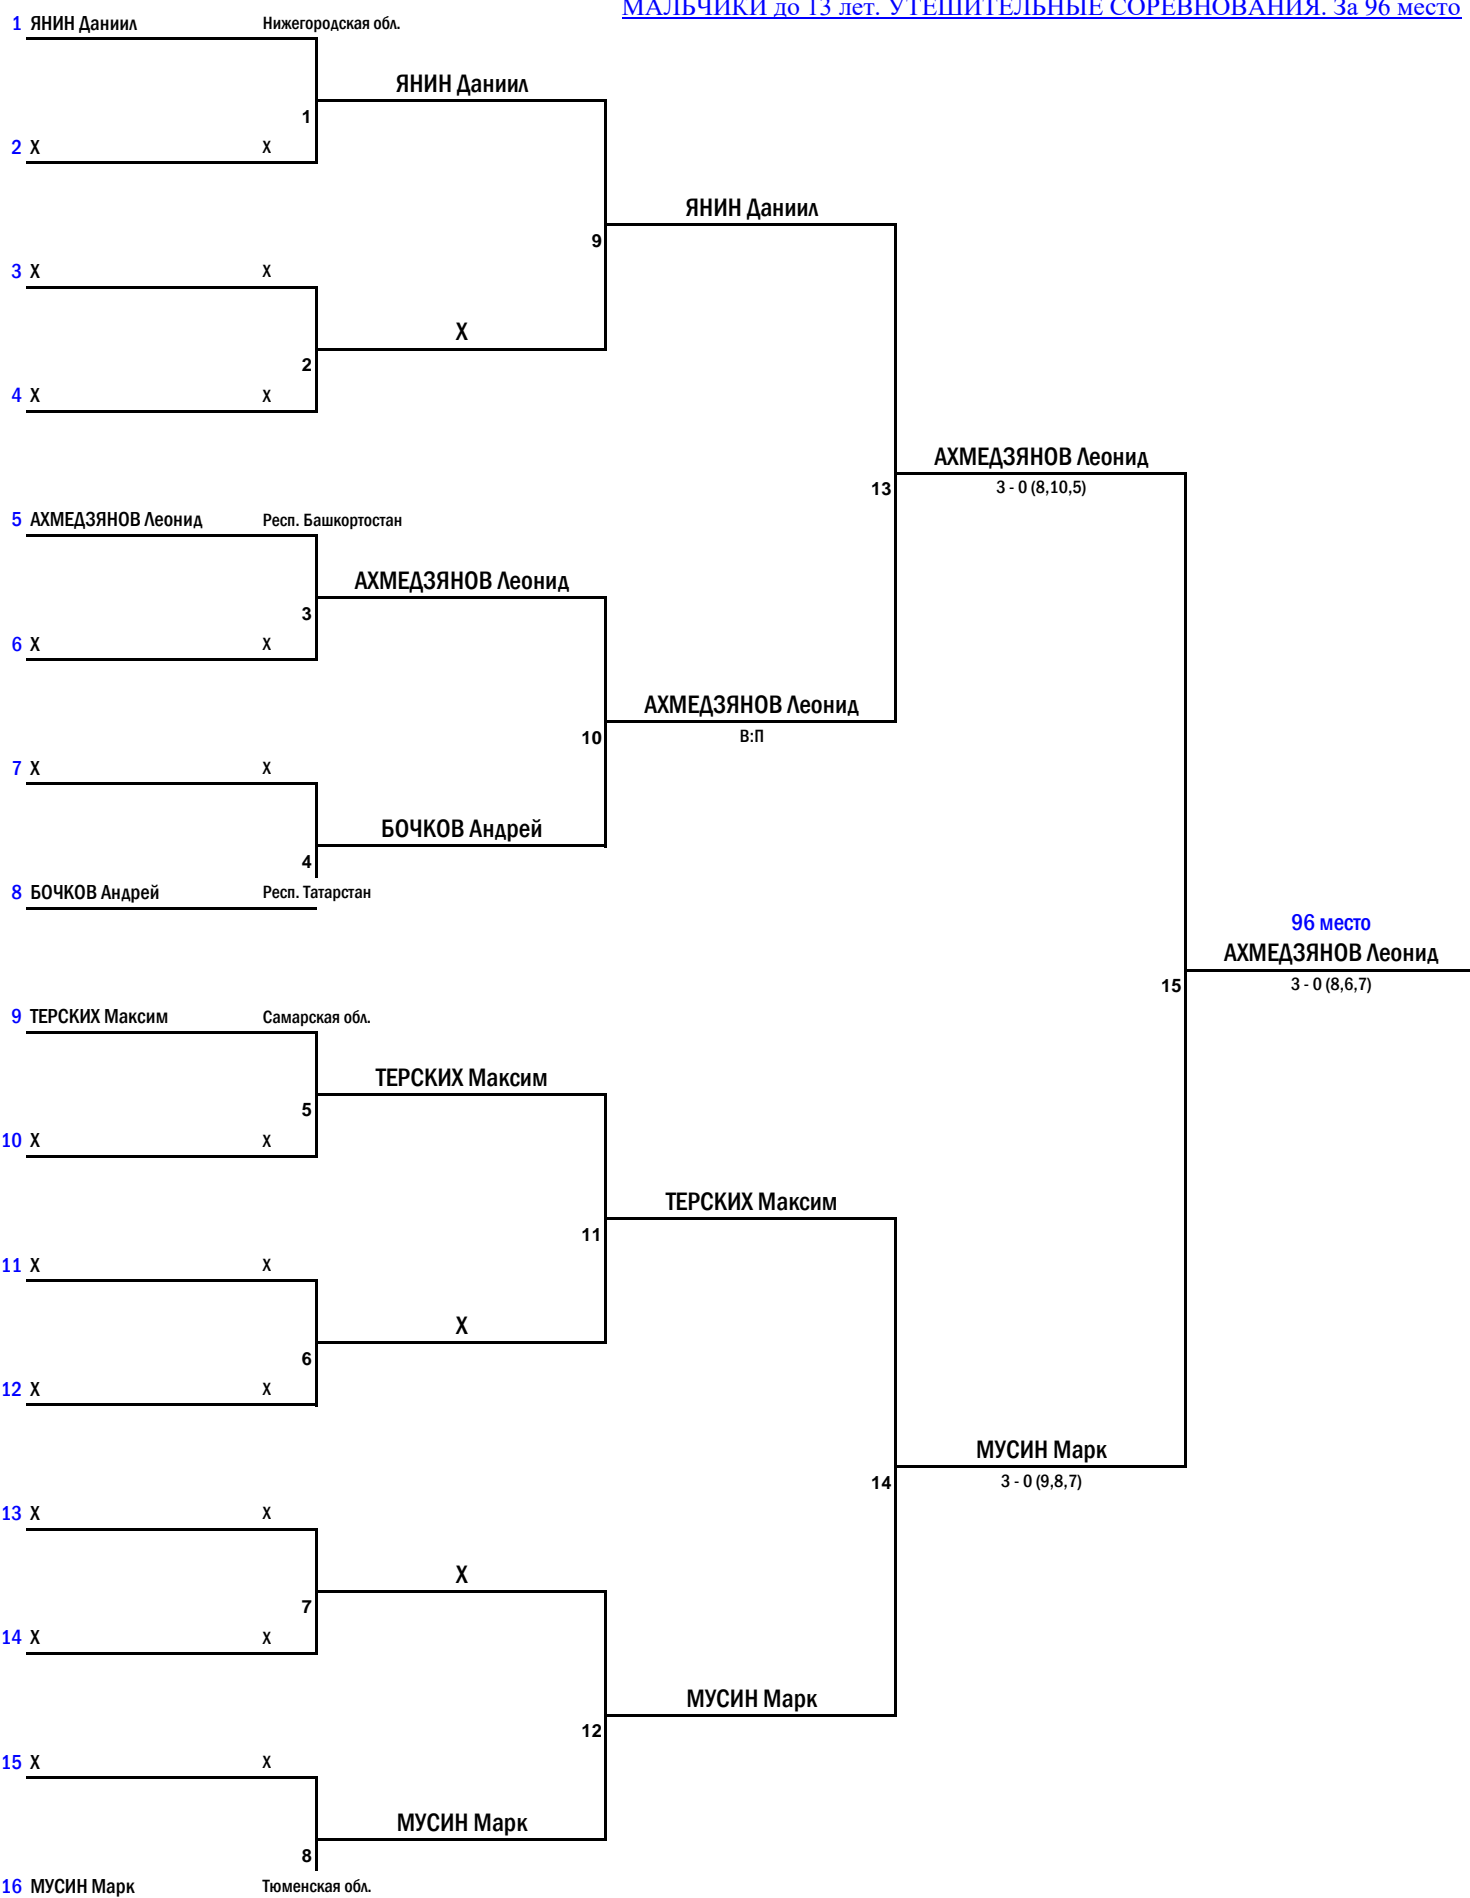 МАЛЬЧИКИ до 13 лет. УТЕШИТЕЛЬНЫЕ СОРЕВНОВАНИЯ. За 96 место
1 ЯНИН Даниил Нижегородская обл.
ЯНИН Даниил
1
2 X X
ЯНИН Даниил
9
3 X X
X
2
4 X X
АХМЕДЗЯНОВ Леонид
13
3 - 0 (8,10,5)
5 АХМЕДЗЯНОВ Леонид Респ. Башкортостан
АХМЕДЗЯНОВ Леонид
3
6 X X
АХМЕДЗЯНОВ Леонид
10
В:П
7 X X
БОЧКОВ Андрей
4
8 БОЧКОВ Андрей Респ. Татарстан
96 место
АХМЕДЗЯНОВ Леонид
15
3 - 0 (8,6,7)
9 ТЕРСКИХ Максим Самарская обл.
ТЕРСКИХ Максим
5
10 X X
ТЕРСКИХ Максим
11
11 X X
X
6
12 X X
МУСИН Марк
14
3 - 0 (9,8,7)
13 X X
X
7
14 X X
МУСИН Марк
12
15 X X
МУСИН Марк
8
16 МУСИН Марк Тюменская обл.